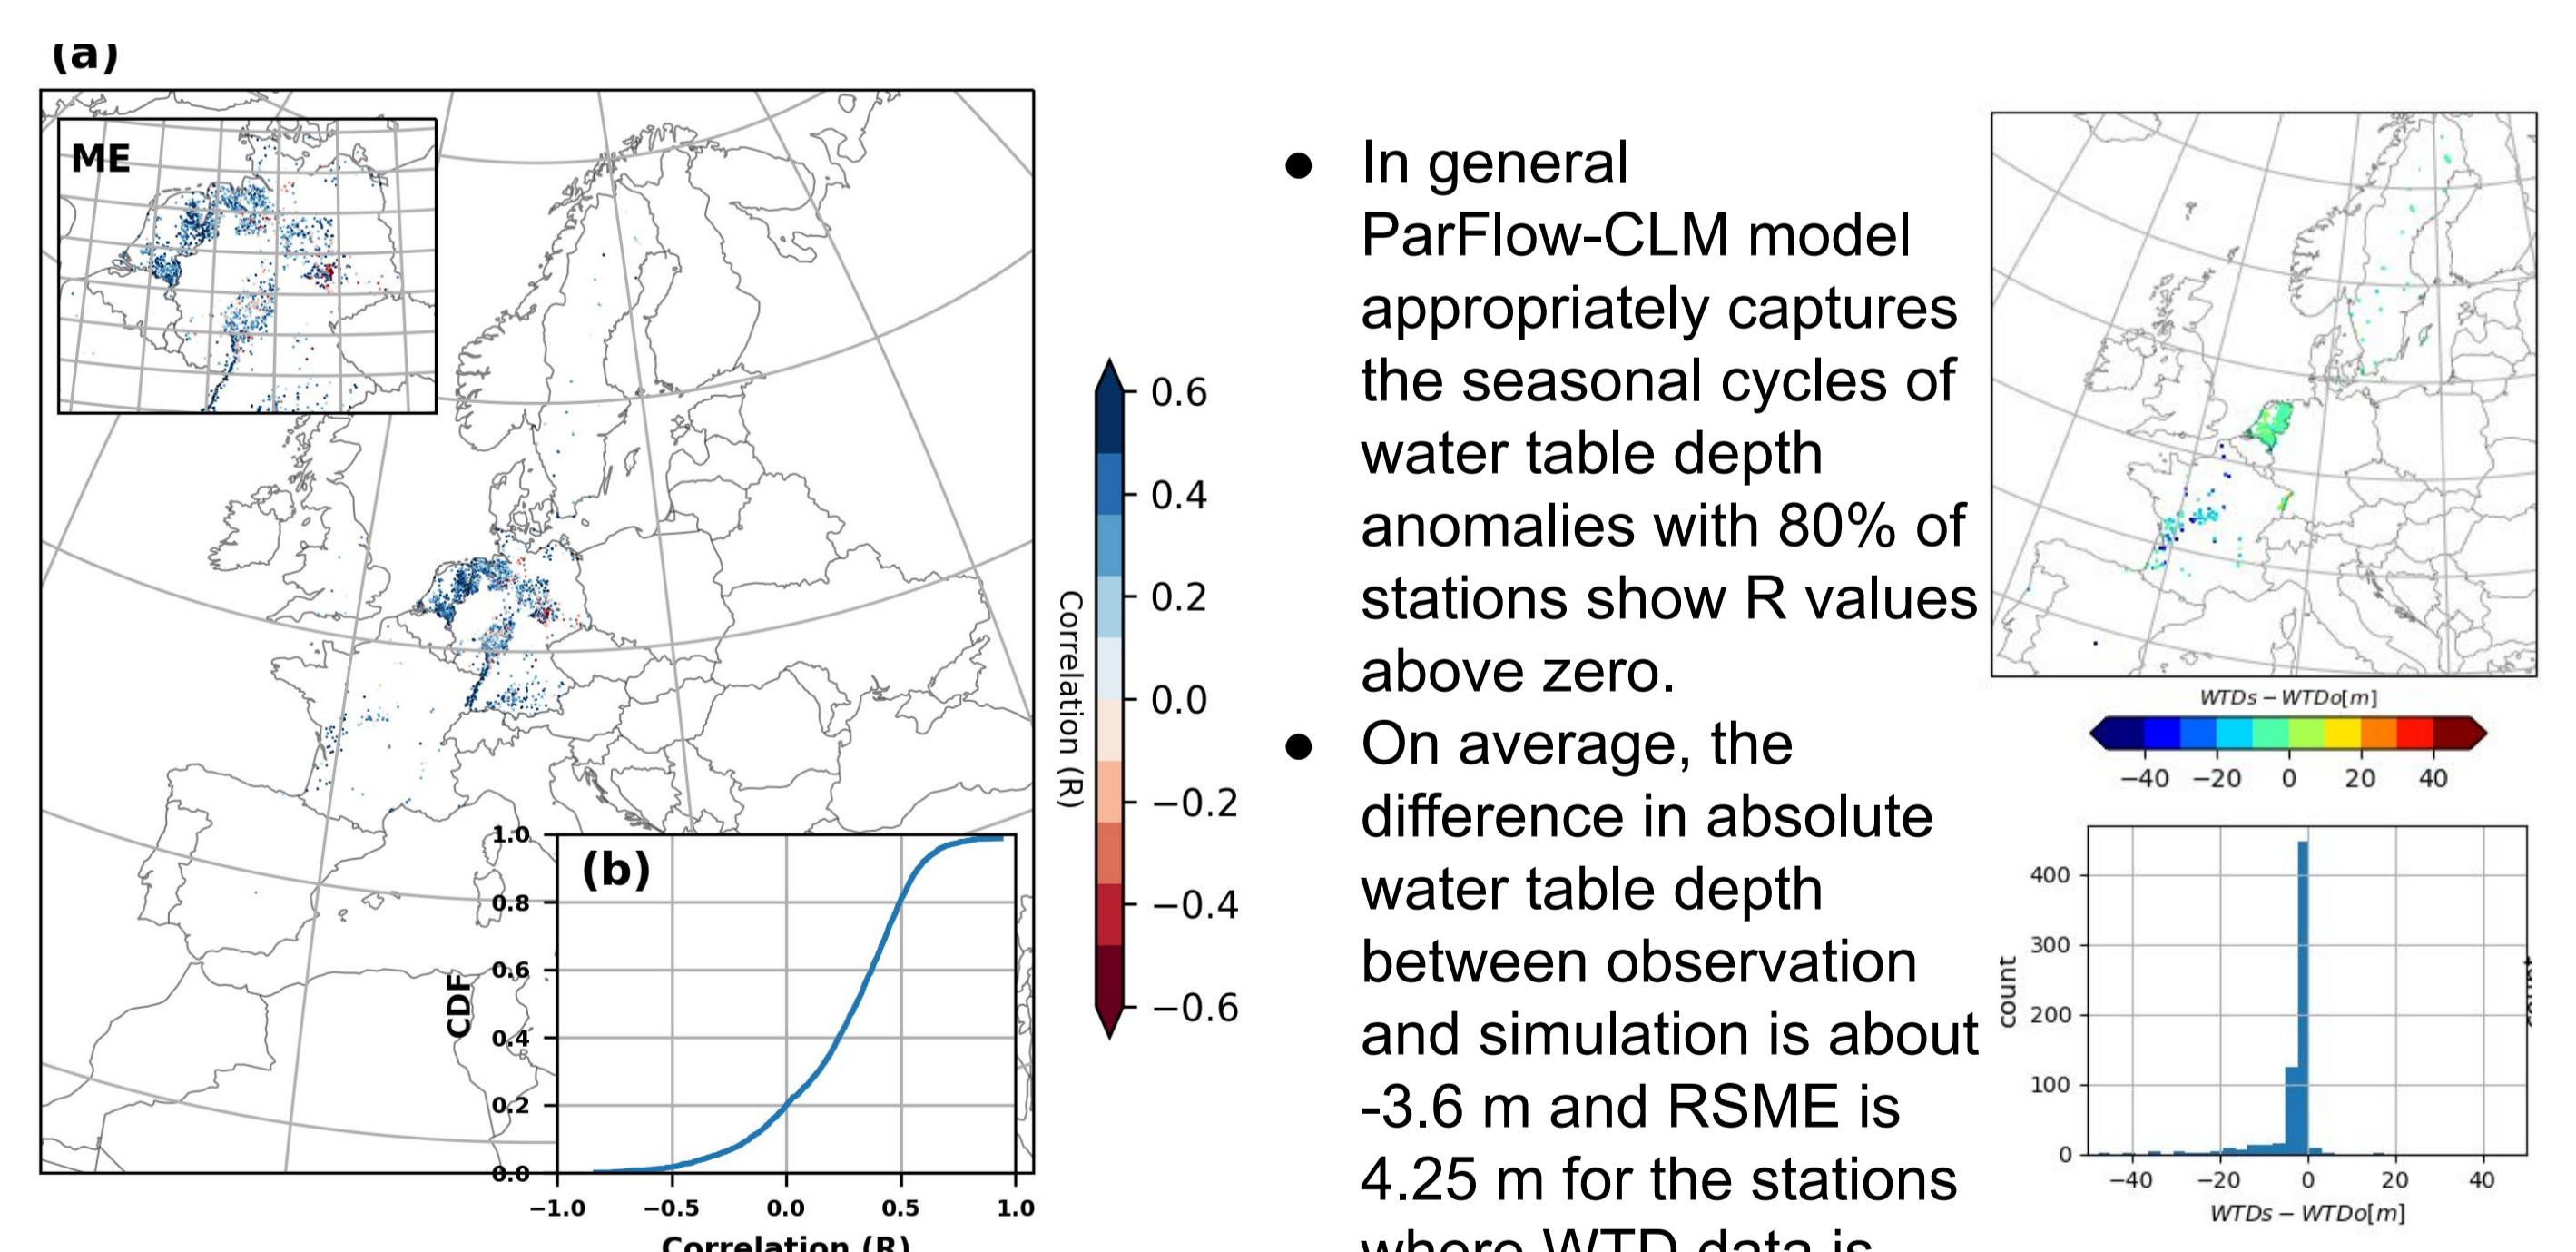 (a)
ME
0.6
0.4
0.2
0.0
−0.2
−0.4
−0.6
Correlation (R)
(b)
1.0
0.8
0.6
0.4
0.2
0.0
CDF
−1.0
−0.5
0.0
0.5
1.0
Correlation (R)
● In general
ParFlow-CLM model
appropriately captures
the seasonal cycles of
water table depth
anomalies with 80% of
stations show R values
above zero.
● On average, the
difference in absolute
water table depth
between observation
and simulation is about
-3.6 m and RSME is
4.25 m for the stations
where WTD data is
WTDs − WTDo[m]
−40 −20 0 20 40
400
300
200
100
0
count
−40 −20 0 20 40
WTDs − WTDo[m]